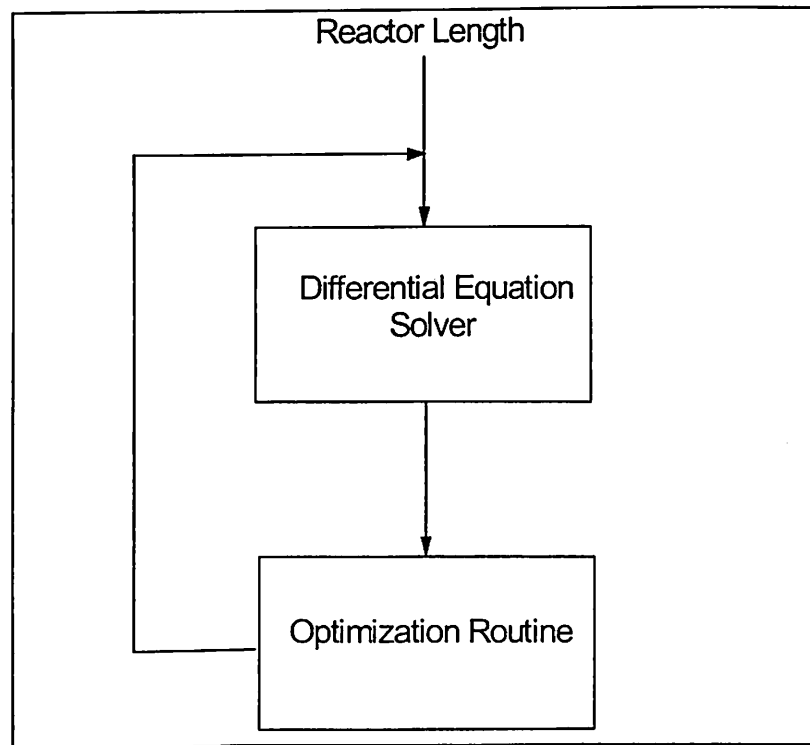 Reactor Length
Differential Equation
Solver
Optimization Routine